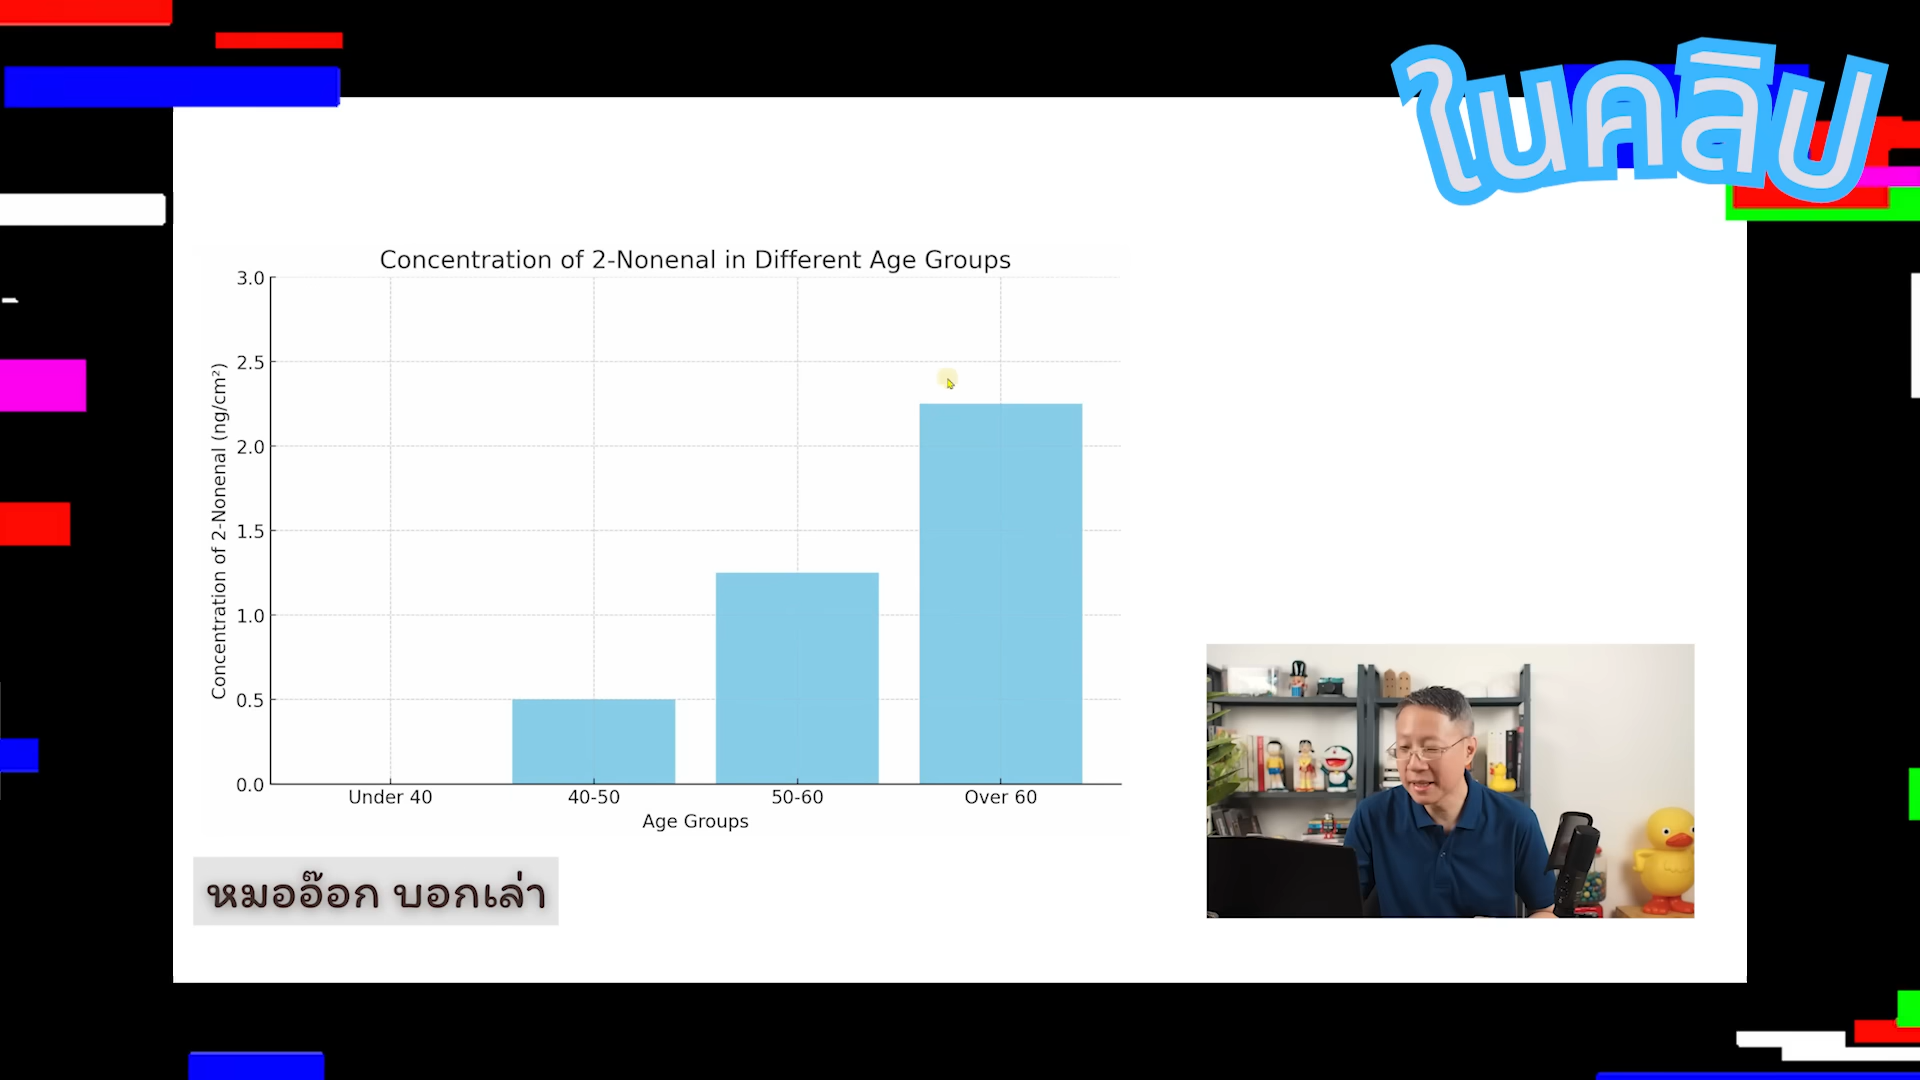 ในคลิป
Concentration of 2-Nonenal in Different Age Groups
3.0
2.5
2.0
1.5
1.0
0.5
0.0
Concentration of 2-Nonenal (ng/cm²)
Under 40 40-50 50-60 Over 60
Age Groups
หมออ๊อก บอกเล่า